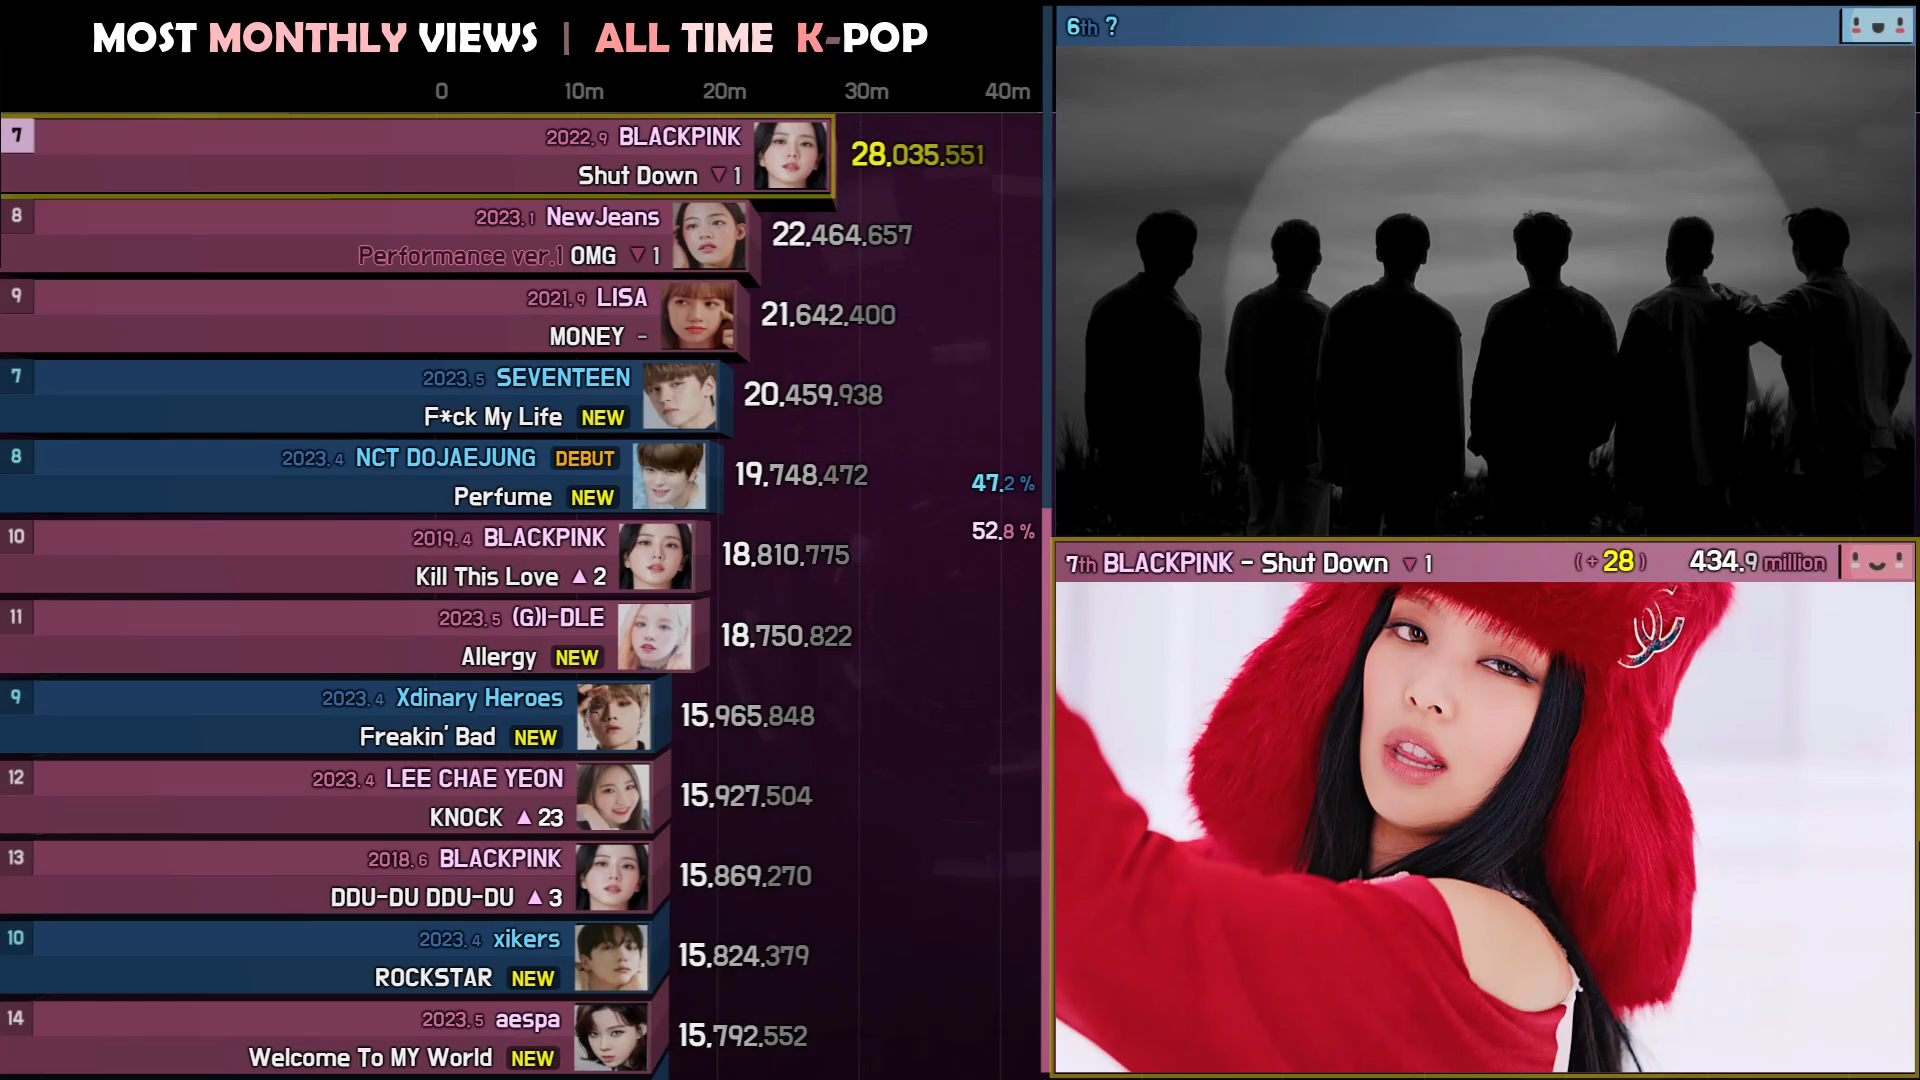 MOST MONTHLY VIEWS | ALL TIME K-POP
0 10m 20m 30m 40m
7 2022.9 BLACKPINK
Shut Down ▼ 1
28,035,551
8 2023.1 NewJeans
Performance ver.1 OMG ▼ 1
22,464,657
9 2021.9 LISA
MONEY -
21,642,400
7 2023.5 SEVENTEEN
F*ck My Life NEW
20,459,938
8 2023.4 NCT DOJAEJUNG DEBUT
Perfume NEW
19,748,472
47.2 %
10 2019.4 BLACKPINK
Kill This Love ▲ 2
18,810,775
52.8 %
11 2023.5 (G)I-DLE
Allergy NEW
18,750,822
9 2023.4 Xdinary Heroes
Freakin' Bad NEW
15,965,848
12 2023.4 LEE CHAE YEON
KNOCK ▲ 23
15,927,504
13 2018.6 BLACKPINK
DDU-DU DDU-DU ▲ 3
15,869,270
10 2023.4 xikers
ROCKSTAR NEW
15,824,379
14 2023.5 aespa
Welcome To MY World NEW
15,792,552
6th ?
7th BLACKPINK - Shut Down ▼ 1 (+28) 434.9 million